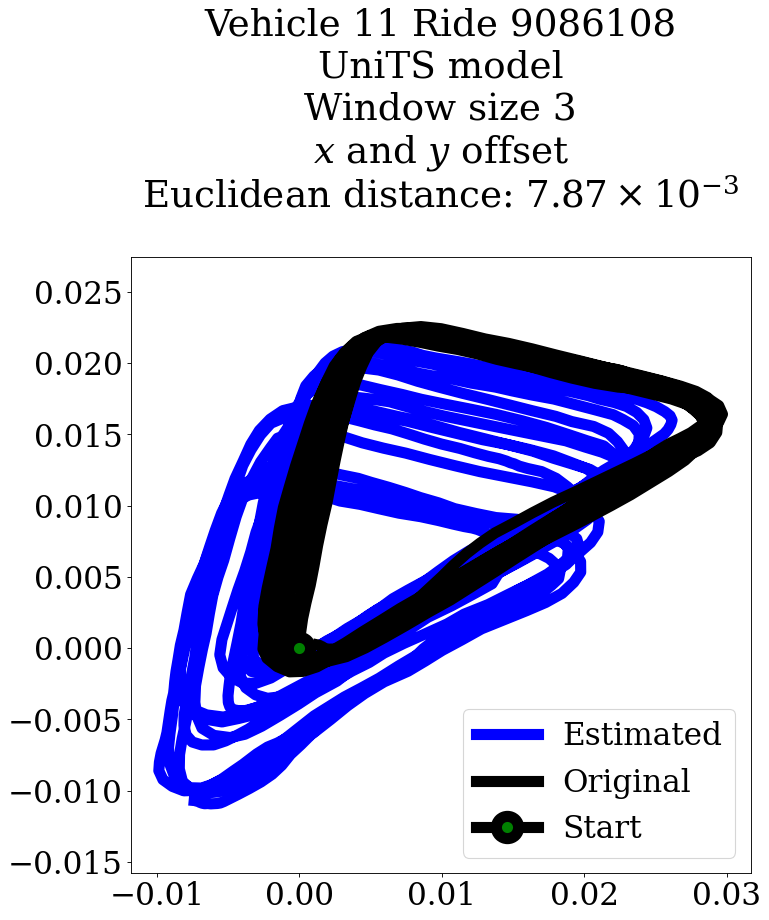 Vehicle 11 Ride 9086108
UniTS model
Window size 3
x and y offset
Euclidean distance: 7.87 × 10⁻³
0.025
0.020
0.015
0.010
0.005
0.000
−0.005
−0.010
−0.015
−0.01 0.00 0.01 0.02 0.03
Estimated
Original
Start